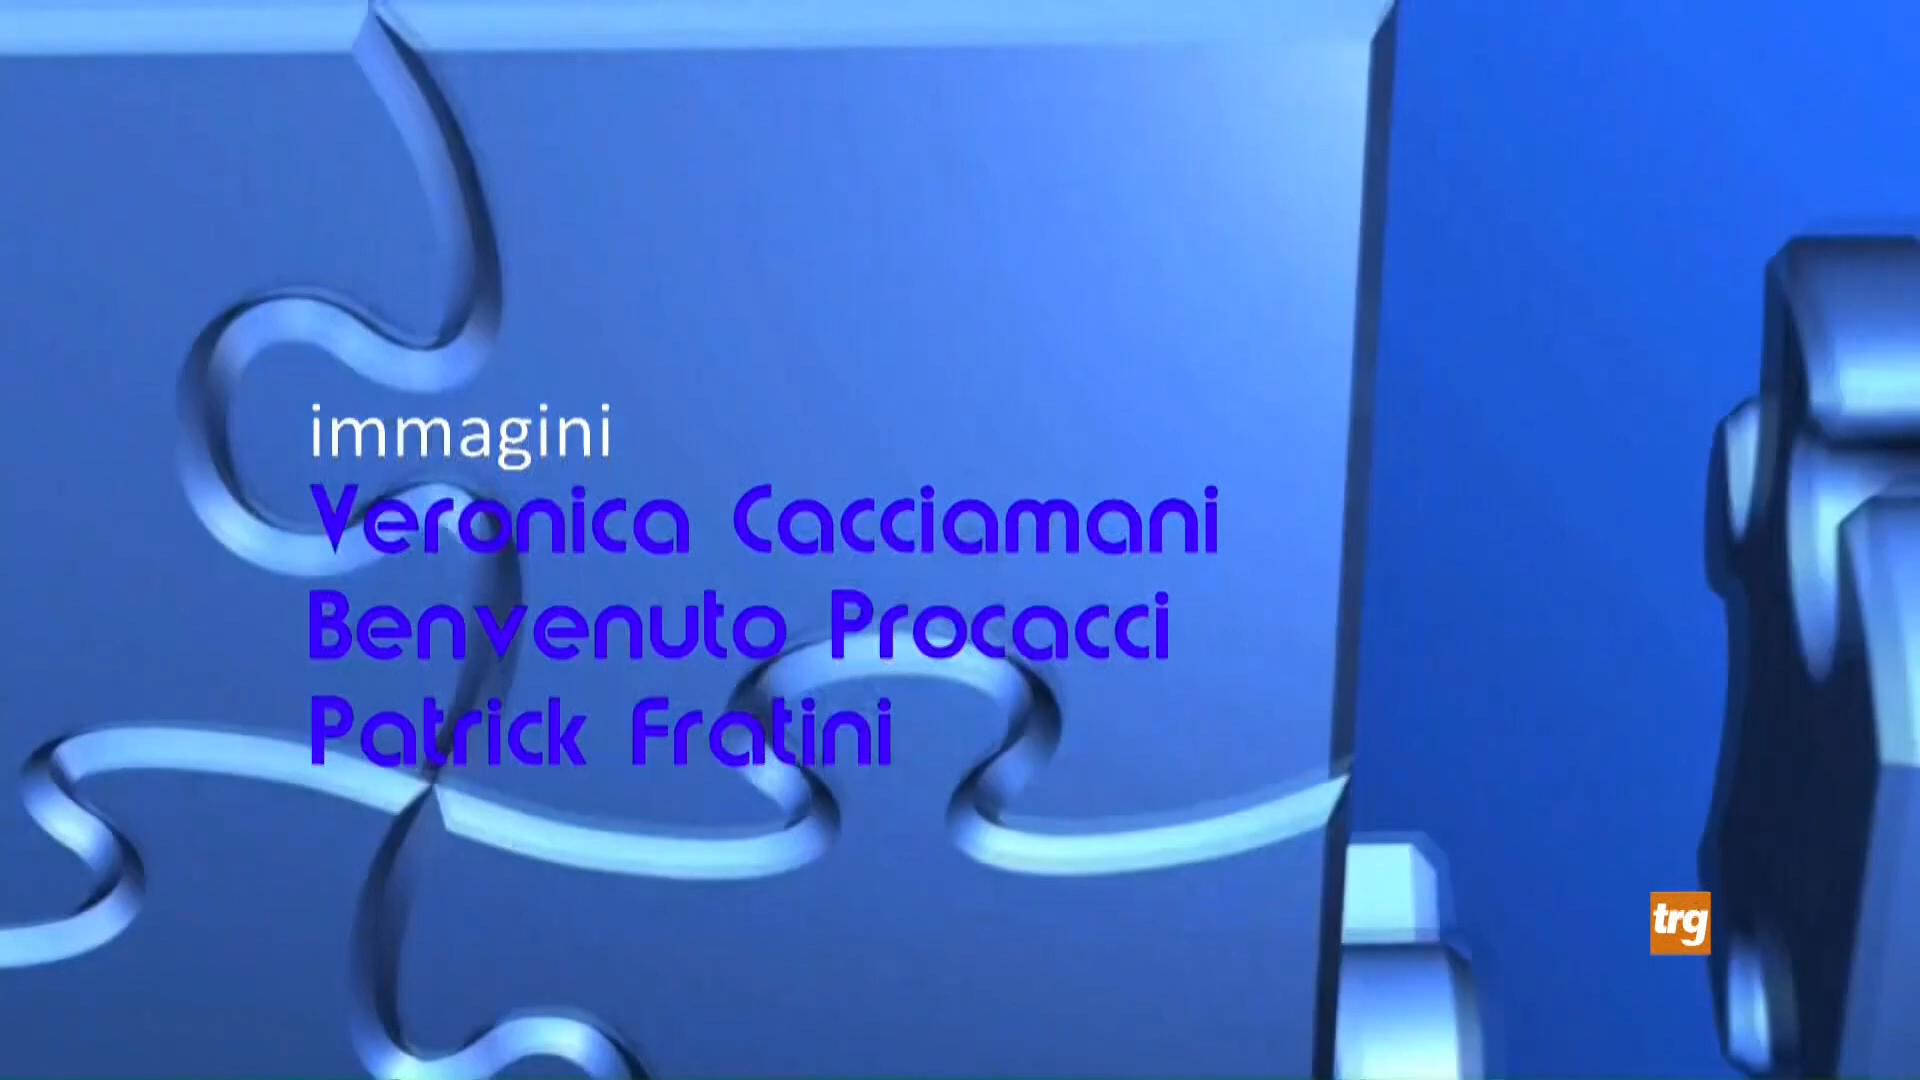 immagini
Veronica Cacciamani
Benvenuto Procacci
Patrick Fratini
trg